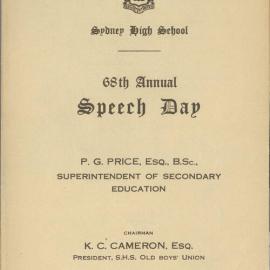 Sydney High School
68th Annual
Speech Day
P. G. PRICE, Esq., B.Sc.,
SUPERINTENDENT OF SECONDARY
EDUCATION
CHAIRMAN
K. C. CAMERON, Esq.
PRESIDENT, S.H.S. OLD BOYS' UNION